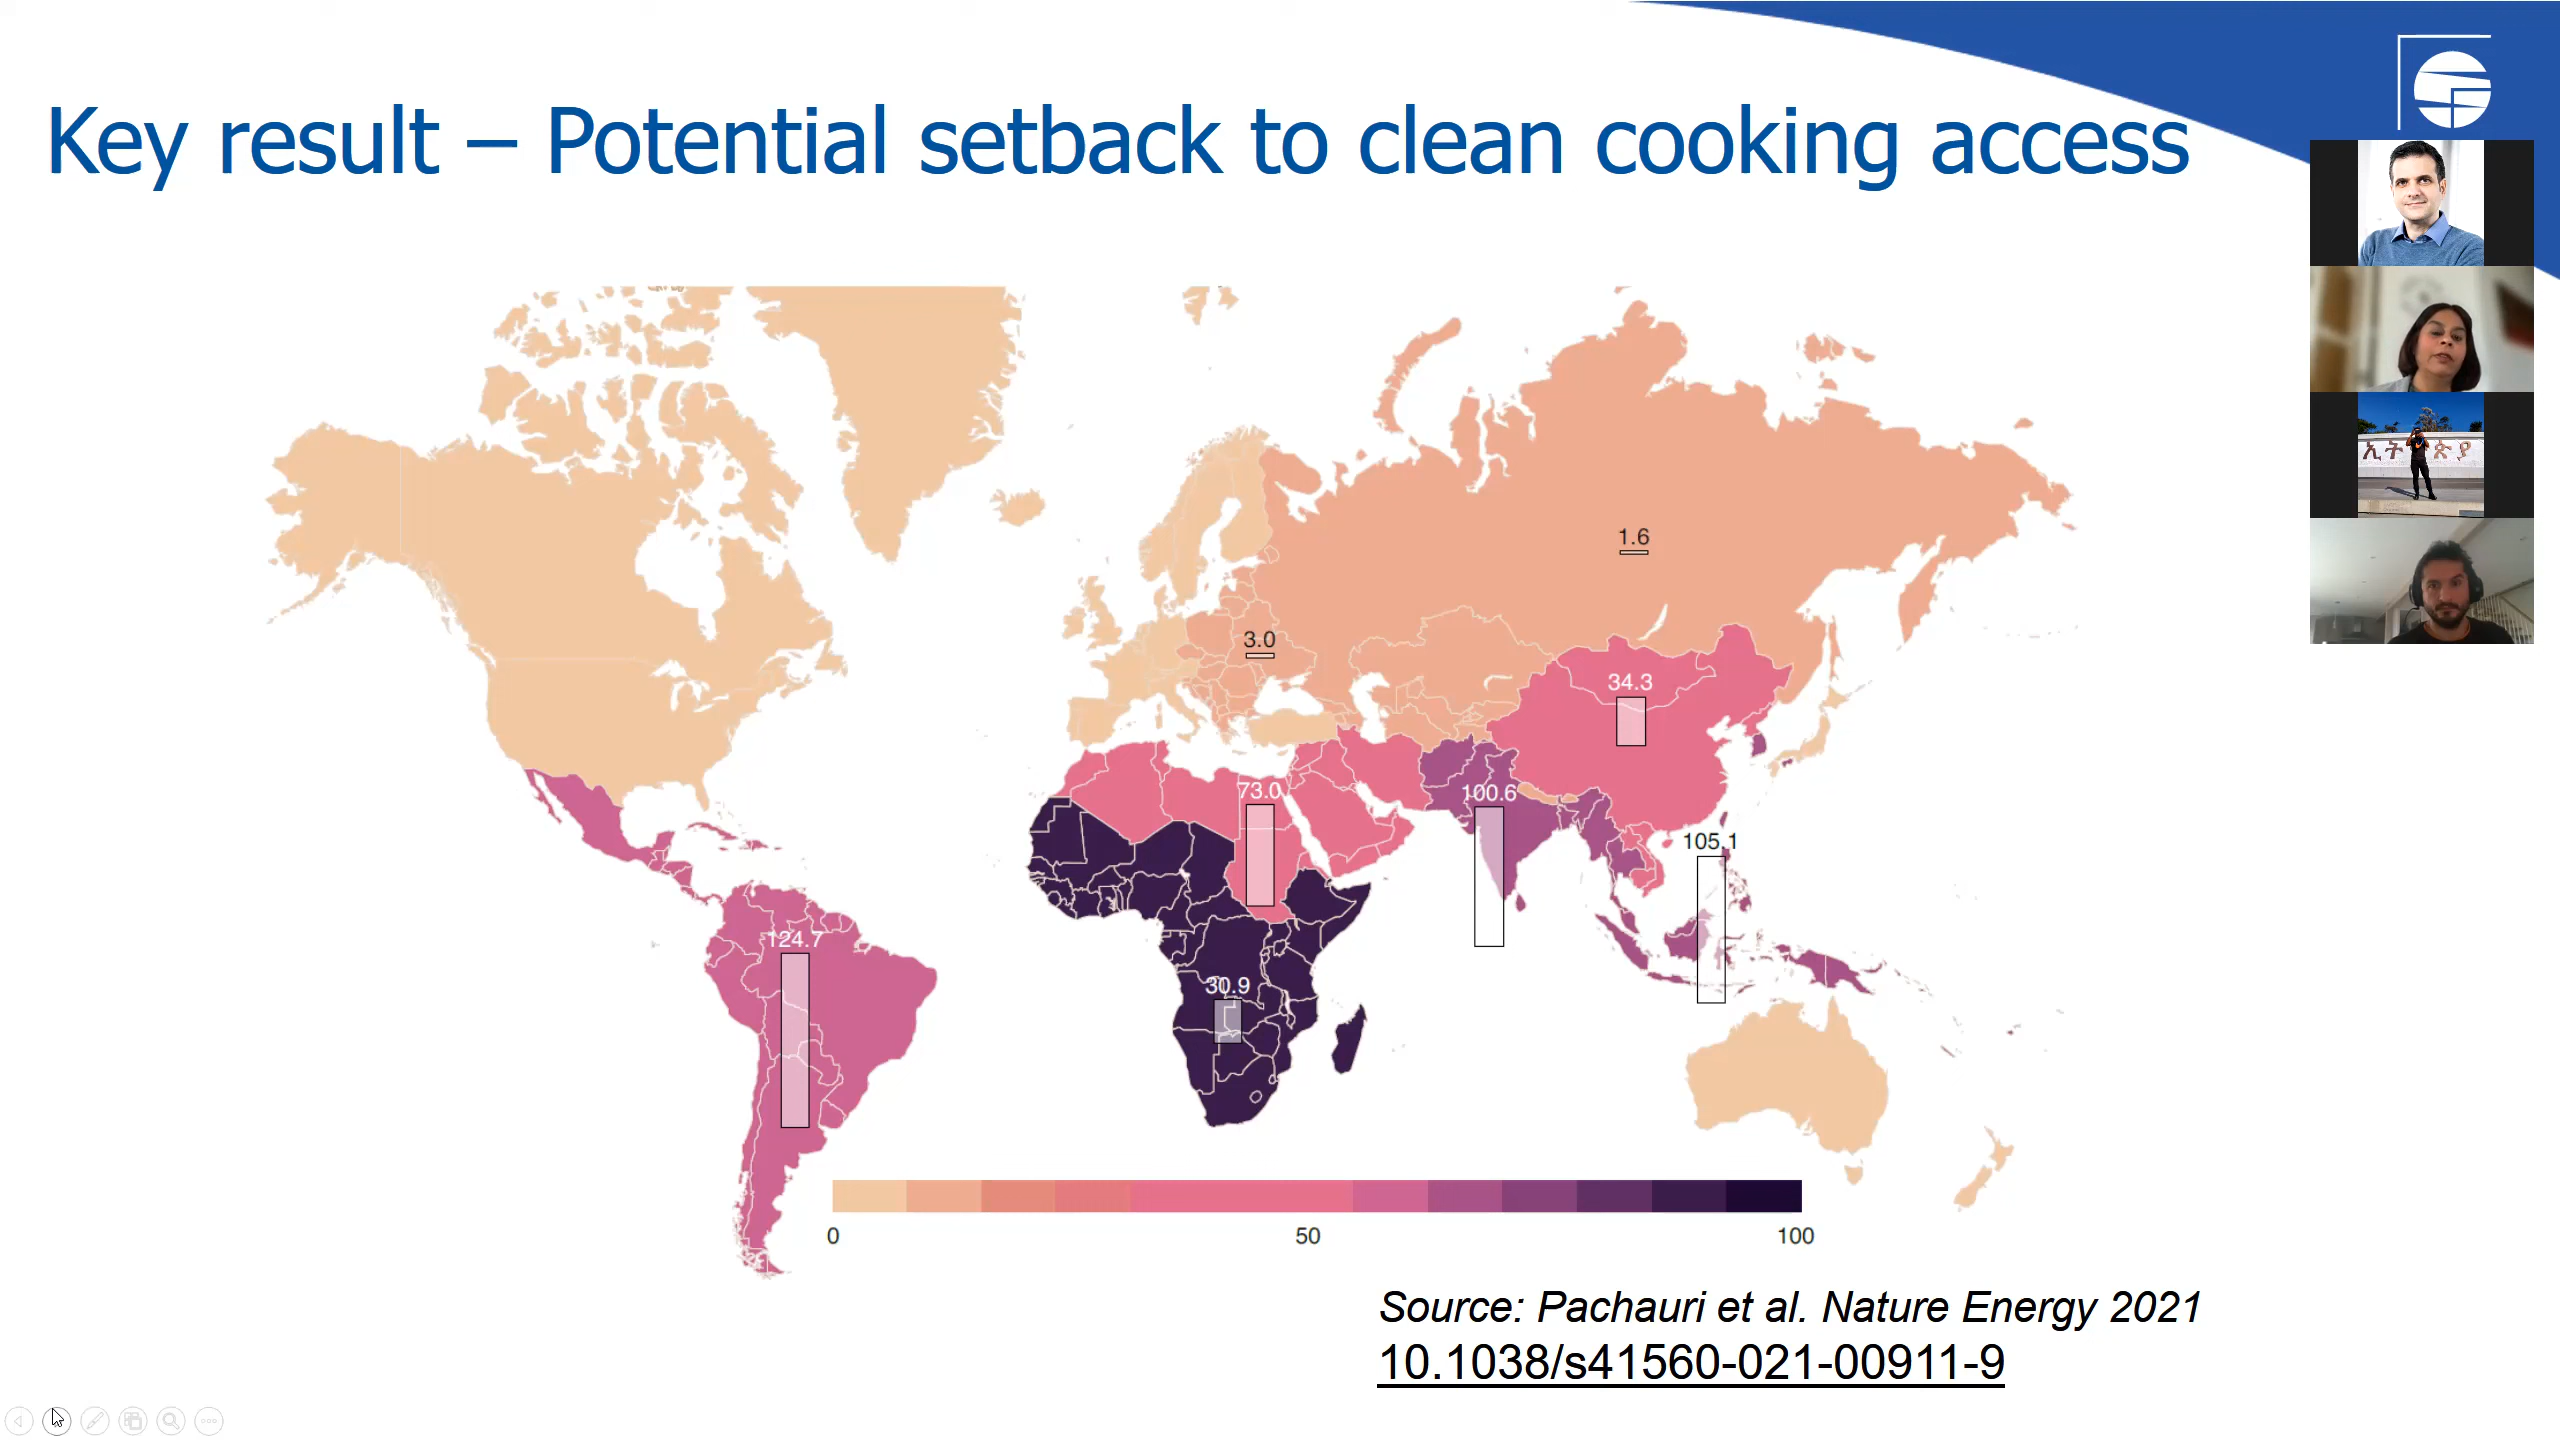 Key result – Potential setback to clean cooking access
1.6
3.0
34.3
73.0
100.6
105.1
124.7
30.9
0 50 100
Source: Pachauri et al. Nature Energy 2021
10.1038/s41560-021-00911-9
ኢት ጵያ